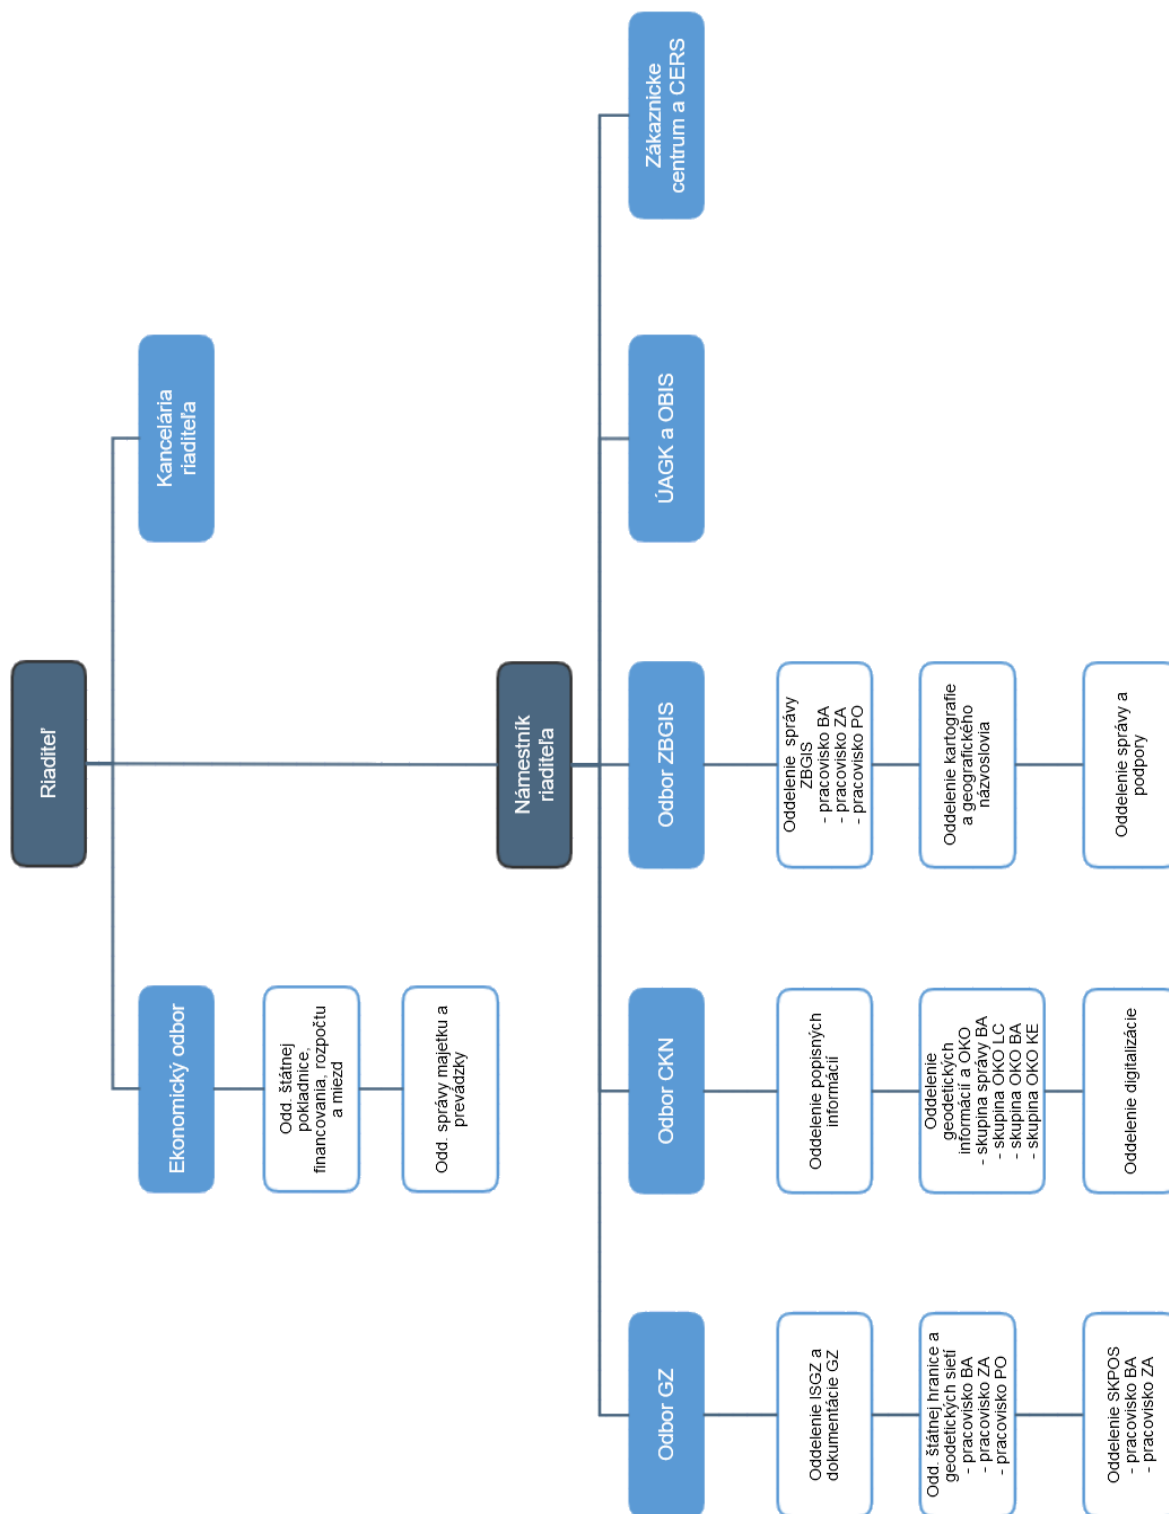 Riaditeľ
Ekonomický odbor
Kancelária
riaditeľa
Odd. štátnej
pokladnice,
financovania, rozpočtu
a miezd
Odd. správy majetku a
prevádzky
Námestník
riaditeľa
Odbor GZ
Odbor CKN
Odbor ZBGIS
ÚAGK a OBIS
Zákaznicke
centrum a CERS
Oddelenie ISGZ a
dokumentácie GZ
Odd. štátnej hranice a
geodetických sietí
- pracovisko BA
- pracovisko ZA
- pracovisko PO
Oddelenie SKPOS
- pracovisko BA
- pracovisko ZA
Oddelenie popisných
informácií
Oddelenie
geodetických
informácií a OKO
- skupina správy BA
- skupina OKO LC
- skupina OKO BA
- skupina OKO KE
Oddelenie digitalizácie
Oddelenie správy
ZBGIS
- pracovisko BA
- pracovisko ZA
- pracovisko PO
Oddelenie kartografie
a geografického
názvoslovia
Oddelenie správy a
podpory